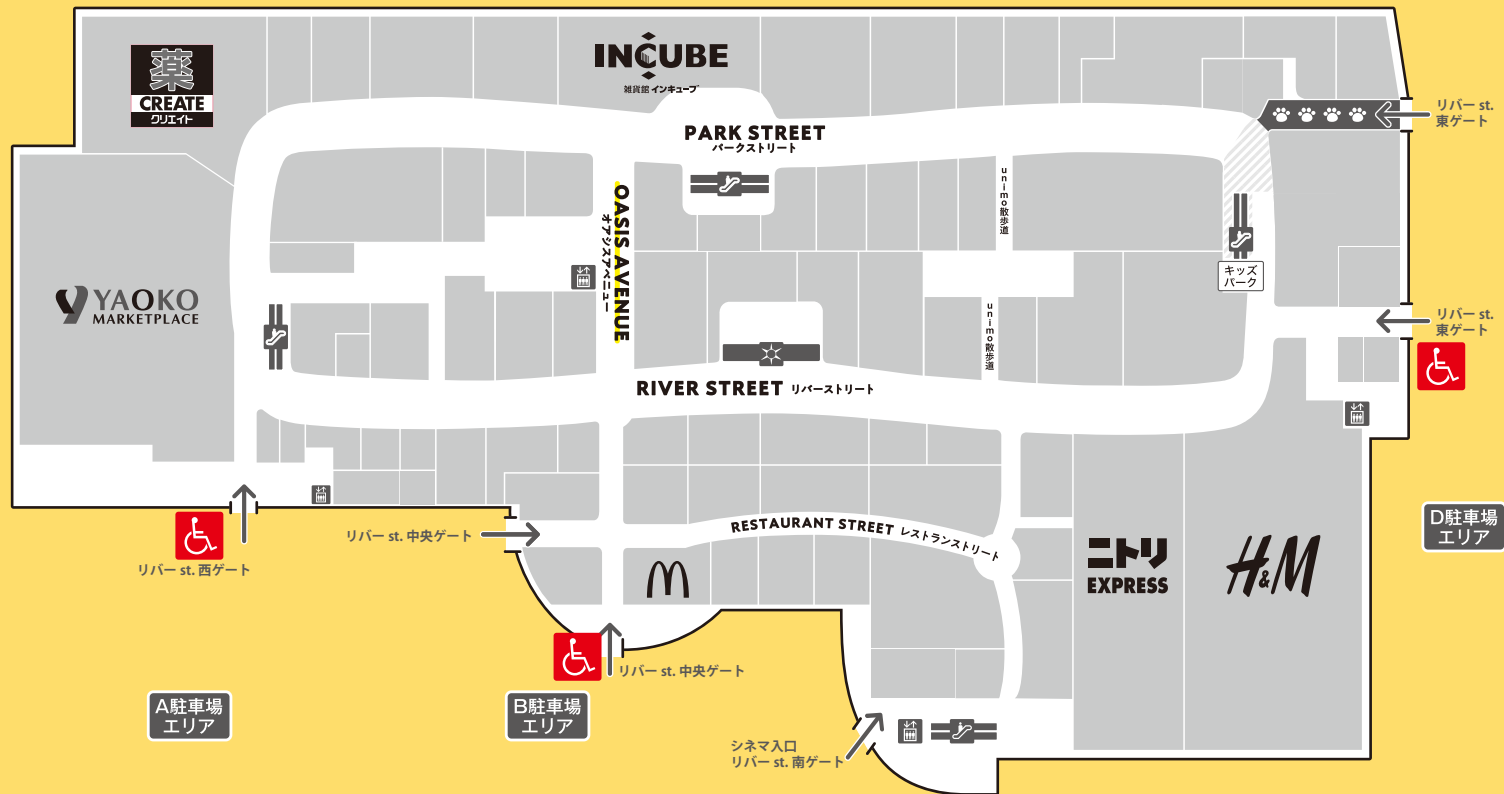 薬
CREATE
クリエイト
INCUBE
雑貨館 インキューブ
PARK STREET
パークストリート
リバー st.
東ゲート
OASIS AVENUE
オアシスアベニュー
unimo散歩道
キッズ
パーク
YAOKO
MARKETPLACE
unimo散歩道
リバー st.
東ゲート
RIVER STREET リバーストリート
RESTAURANT STREET レストランストリート
リバー st. 中央ゲート
リバー st. 西ゲート
ニトリ
EXPRESS
H&M
D駐車場
エリア
リバー st. 中央ゲート
A駐車場
エリア
B駐車場
エリア
シネマ入口
リバー st. 南ゲート